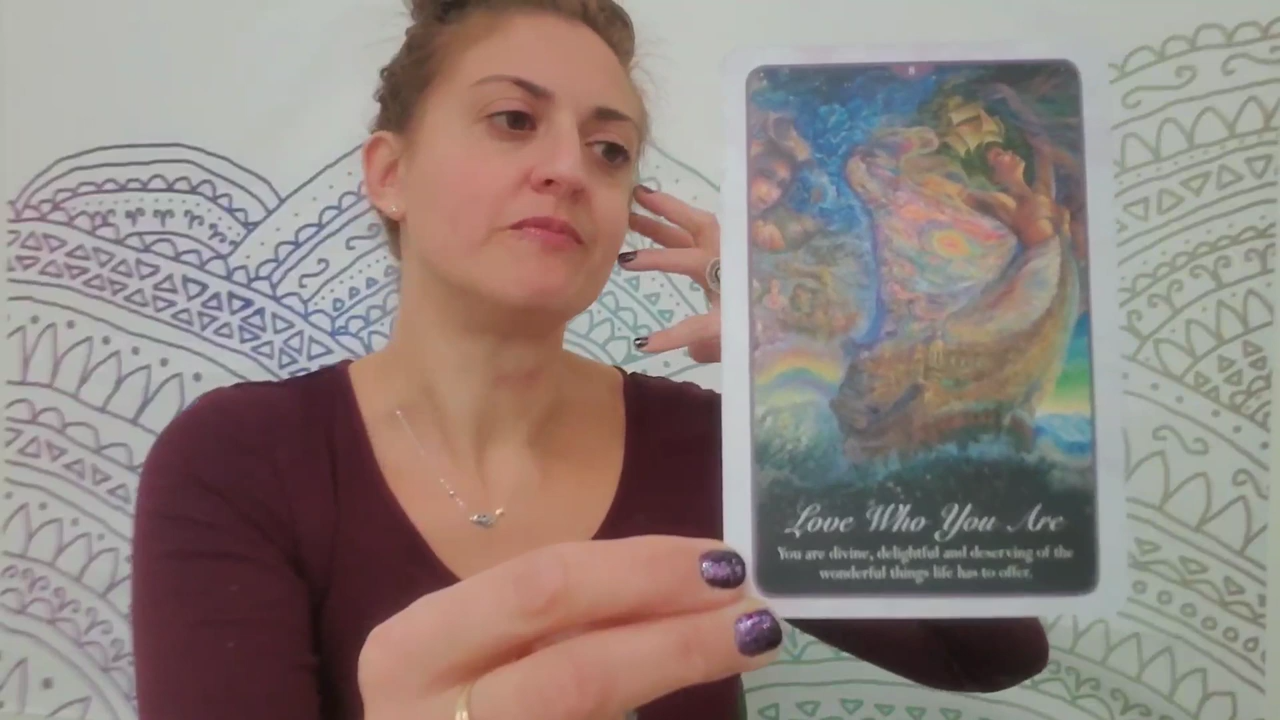 Love Who You Are
You are divine, delightful and deserving of the
wonderful things life has to offer.